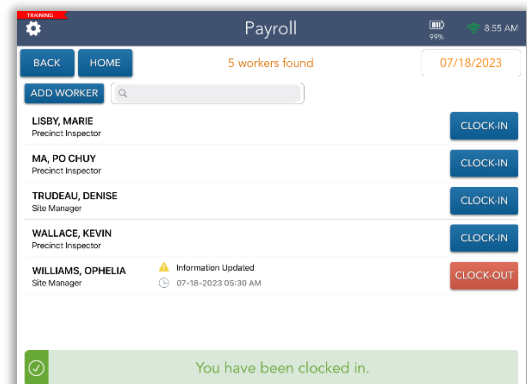 TRAINING
Payroll
99%
8:55 AM
BACK
HOME
5 workers found
07/18/2023
ADD WORKER
LISBY, MARIE
Precinct Inspector
CLOCK-IN
MA, PO CHUY
Precinct Inspector
CLOCK-IN
TRUDEAU, DENISE
Site Manager
CLOCK-IN
WALLACE, KEVIN
Precinct Inspector
CLOCK-IN
WILLIAMS, OPHELIA
Site Manager
Information Updated
07-18-2023 05:30 AM
CLOCK-OUT
You have been clocked in.